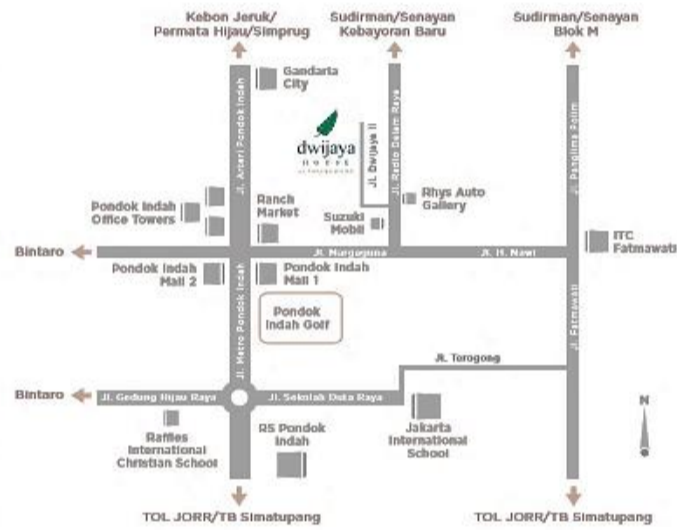 Kebon Jeruk/
Permata Hijau/Simprug
Sudirman/Senayan
Kebayoran Baru
Sudirman/Senayan
Blok M
Gandaria
City
Jl. Arteri Pondok Indah
dwijaya
HOUSE
Jl. Dwijaya II
Jl. Radio Dalam Raya
Jl. Panglima Polim
Pondok Indah
Office Towers
Ranch
Market
Rhys Auto
Gallery
Suzuki
Mobil
ITC
Fatmawati
Bintaro
Jl. Margaguna
Jl. H. Nawi
Pondok Indah
Mall 2
Pondok Indah
Mall 1
Jl. Metro Pondok Indah
Pondok
Indah Golf
Jl. Fatmawati
Jl. Torogong
Bintaro
Jl. Gedung Hijau Raya
Jl. Sekolah Duta Raya
N
Raffles
International
Christian School
RS Pondok
Indah
Jakarta
International
School
TOL JORR/TB Simatupang
TOL JORR/TB Simatupang